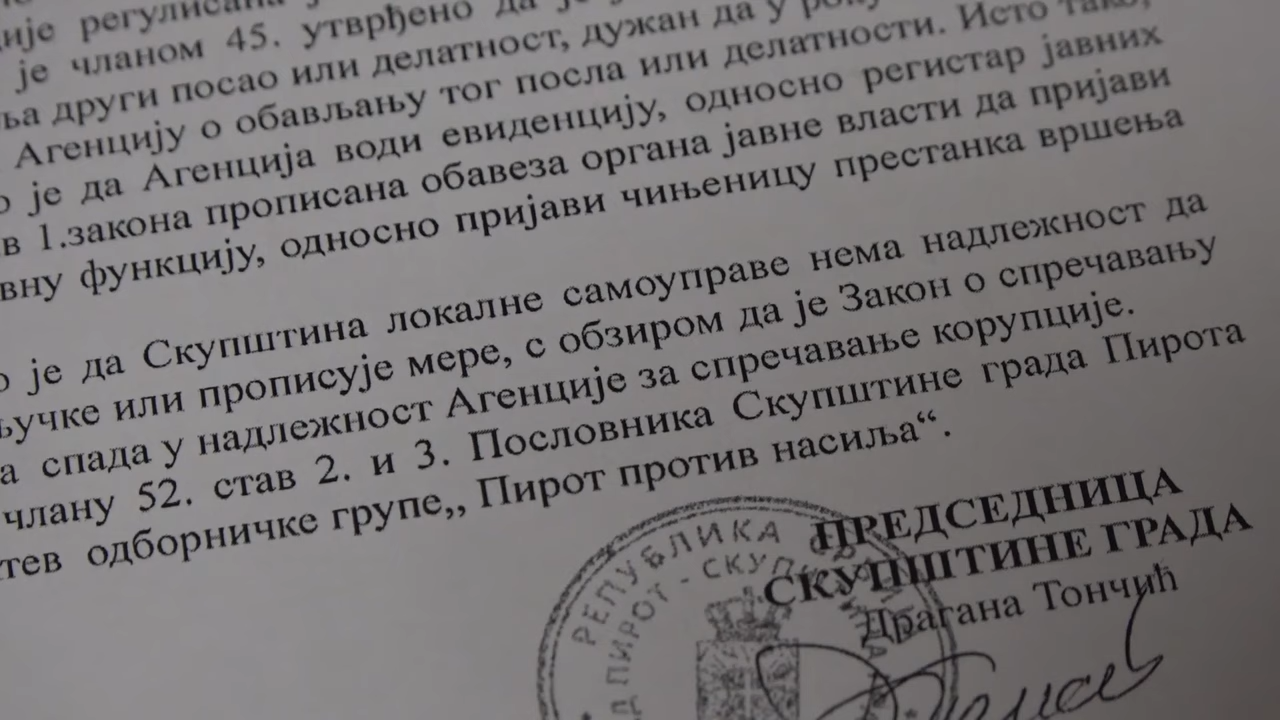 ије регулисана
је чланом 45. утврђено да је
ња други посао или делатност, дужан да у року
Агенцију о обављању тог посла или делатности. Исто тако,
о је да Агенција води евиденцију, односно регистар јавних
в 1.закона прописана обавеза органа јавне власти да пријави
вну функцију, односно пријави чињеницу престанка вршења
о је да Скупштина локалне самоуправе нема надлежност да
ључке или прописује мере, с обзиром да је Закон о спречавању
а спада у надлежност Агенције за спречавање корупције.
члану 52. став 2. и 3. Пословника Скупштине града Пирота
тев одборничке групе,, Пирот против насиља“.
ПРЕДСЕДНИЦА
СКУПШТИНЕ ГРАДА
Драгана Тончић
РЕПУБЛИКА
Д ПИРОТ - СКУП